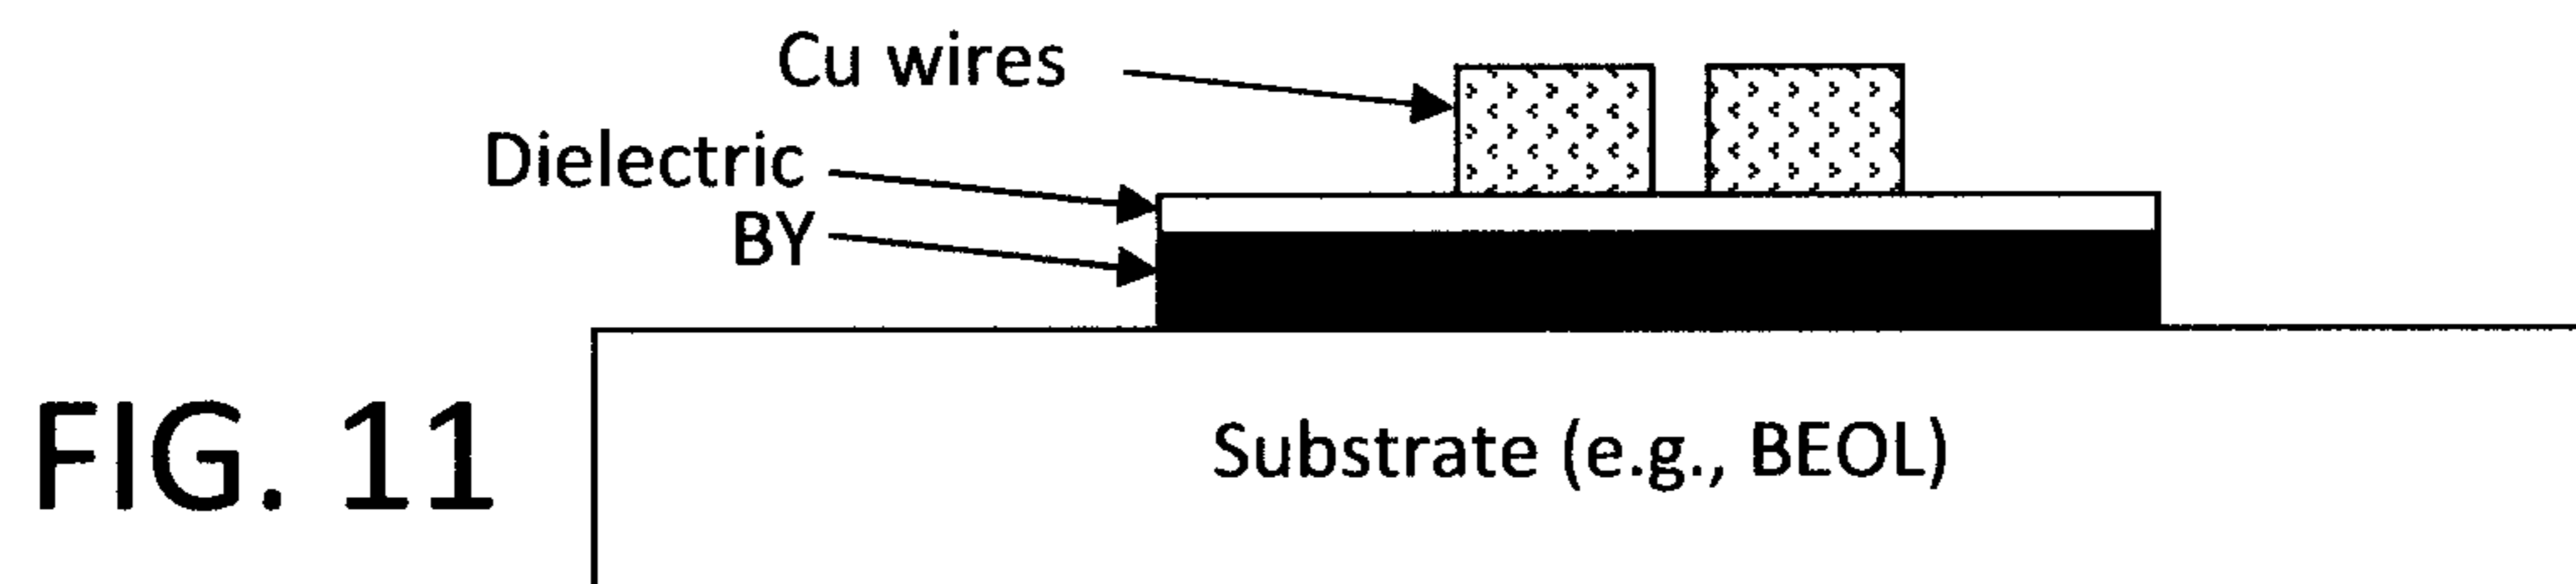 Cu wires
Dielectric
BY
Substrate (e.g., BEOL)
FIG. 11